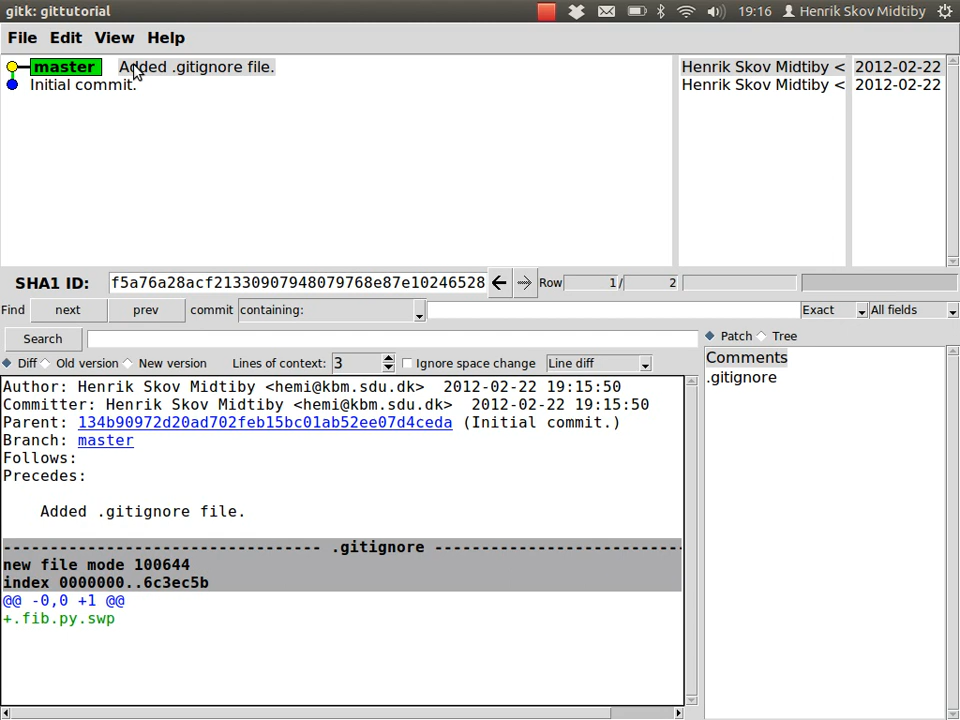 gitk: gittutorial 19:16 Henrik Skov Midtiby
File Edit View Help
master Added .gitignore file. Henrik Skov Midtiby < 2012-02-22
Initial commit. Henrik Skov Midtiby < 2012-02-22
SHA1 ID: f5a76a28acf21330907948079768e87e10246528 Row 1 / 2
Find next prev commit containing: Exact All fields
Search Patch Tree
Diff Old version New version Lines of context: 3 Ignore space change Line diff
Comments
.gitignore
Author: Henrik Skov Midtiby <hemi@kbm.sdu.dk> 2012-02-22 19:15:50
Committer: Henrik Skov Midtiby <hemi@kbm.sdu.dk> 2012-02-22 19:15:50
Parent: 134b90972d20ad702feb15bc01ab52ee07d4ceda (Initial commit.)
Branch: master
Follows:
Precedes:
Added .gitignore file.
---------------------------------- .gitignore --------------------------
new file mode 100644
index 0000000..6c3ec5b
@@ -0,0 +1 @@
+.fib.py.swp